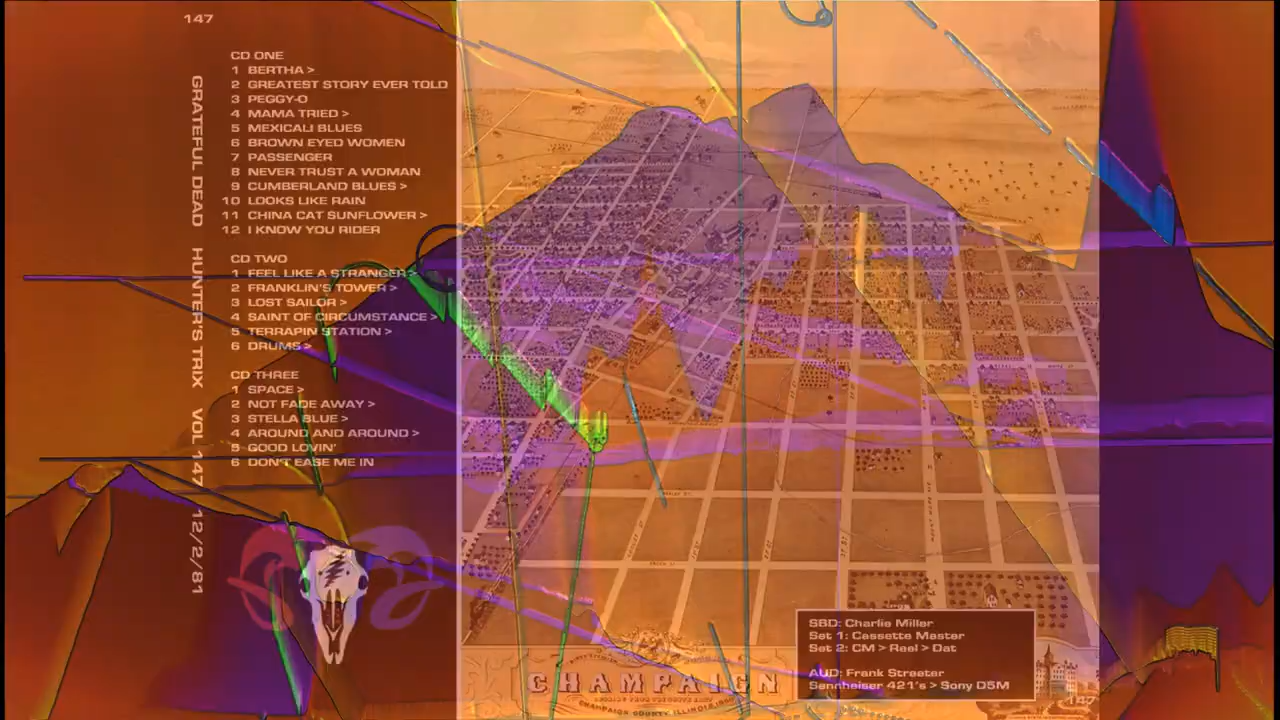 147
CD ONE
1 BERTHA >
2 GREATEST STORY EVER TOLD
3 PEGGY-O
4 MAMA TRIED >
5 MEXICALI BLUES
6 BROWN EYED WOMEN
7 PASSENGER
8 NEVER TRUST A WOMAN
9 CUMBERLAND BLUES >
10 LOOKS LIKE RAIN
11 CHINA CAT SUNFLOWER >
12 I KNOW YOU RIDER
CD TWO
1 FEEL LIKE A STRANGER >
2 FRANKLIN'S TOWER >
3 LOST SAILOR >
4 SAINT OF CIRCUMSTANCE >
5 TERRAPIN STATION >
6 DRUMS >
CD THREE
1 SPACE >
2 NOT FADE AWAY >
3 STELLA BLUE >
4 AROUND AND AROUND >
5 GOOD LOVIN'
6 DON'T EASE ME IN
GRATEFUL DEAD HUNTER'S TRIX VOL 147 12/2/81
SBD: Charlie Miller
Set 1: Cassette Master
Set 2: CM > Reel > Dat
AUD: Frank Streeter
Sennheiser 421's > Sony D5M
CHAMPAIGN
CHAMPAIGN COUNTY, ILLINOIS,
147